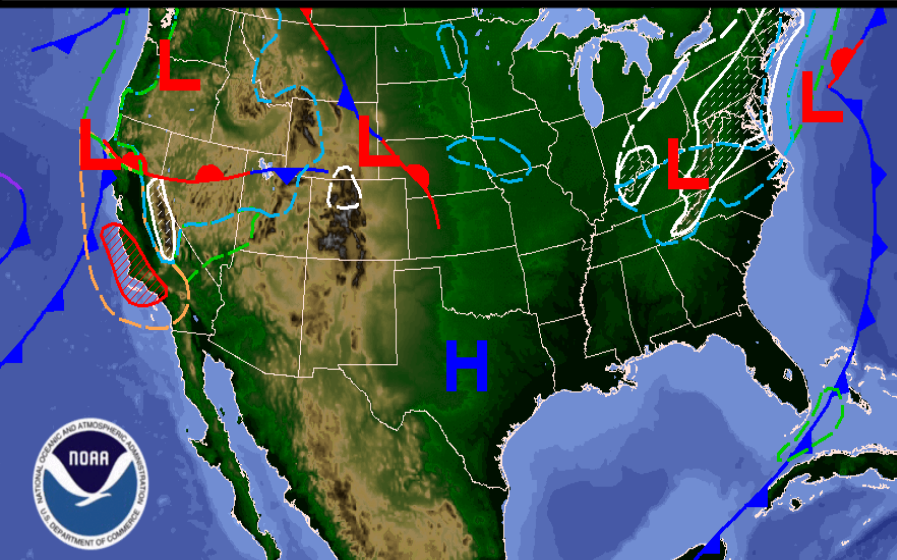 L
L
L
L
L
H
NATIONAL OCEANIC AND ATMOSPHERIC ADMINISTRATION
NOAA
U.S. DEPARTMENT OF COMMERCE